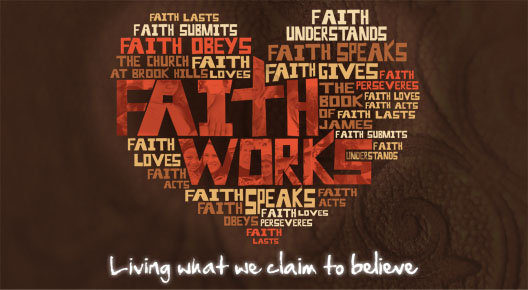 FAITH LASTS
FAITH SUBMITS
FAITH OBEYS
THE CHURCH
AT BROOK HILLS
FAITH
LOVES
FAITH
UNDERSTANDS
FAITH SPEAKS
FAITH GIVES
FAITH
PERSEVERES
THE
BOOK
OF
JAMES
FAITH LOVES
FAITH ACTS
FAITH LASTS
FAITH SUBMITS
FAITH
UNDERSTANDS
FAITH
WORKS
FAITH
LOVES
FAITH
ACTS
FAITH
SPEAKS
FAITH
ACTS
FAITH
OBEYS
FAITH LOVES
PERSEVERES
FAITH
LASTS
Living what we claim to believe